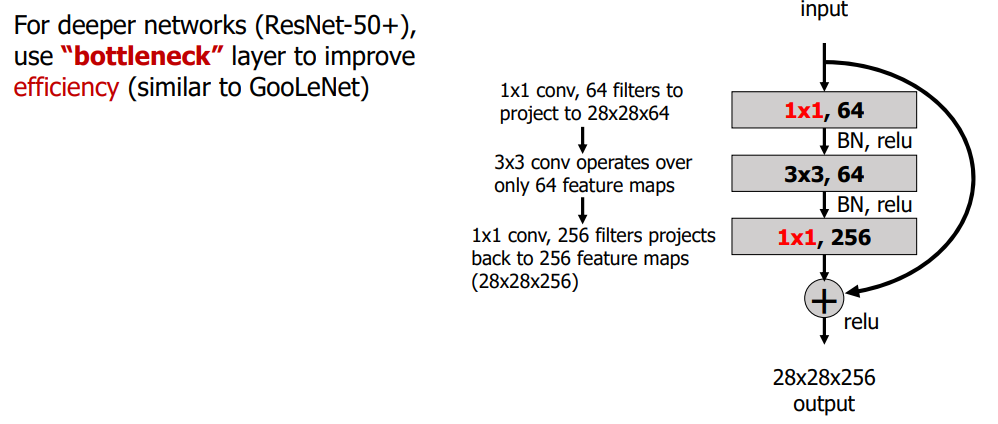 For deeper networks (ResNet-50+),
use “bottleneck” layer to improve
efficiency (similar to GooLeNet)
input
1x1 conv, 64 filters to
project to 28x28x64
3x3 conv operates over
only 64 feature maps
1x1 conv, 256 filters projects
back to 256 feature maps
(28x28x256)
1x1, 64
BN, relu
3x3, 64
BN, relu
1x1, 256
+
relu
28x28x256
output